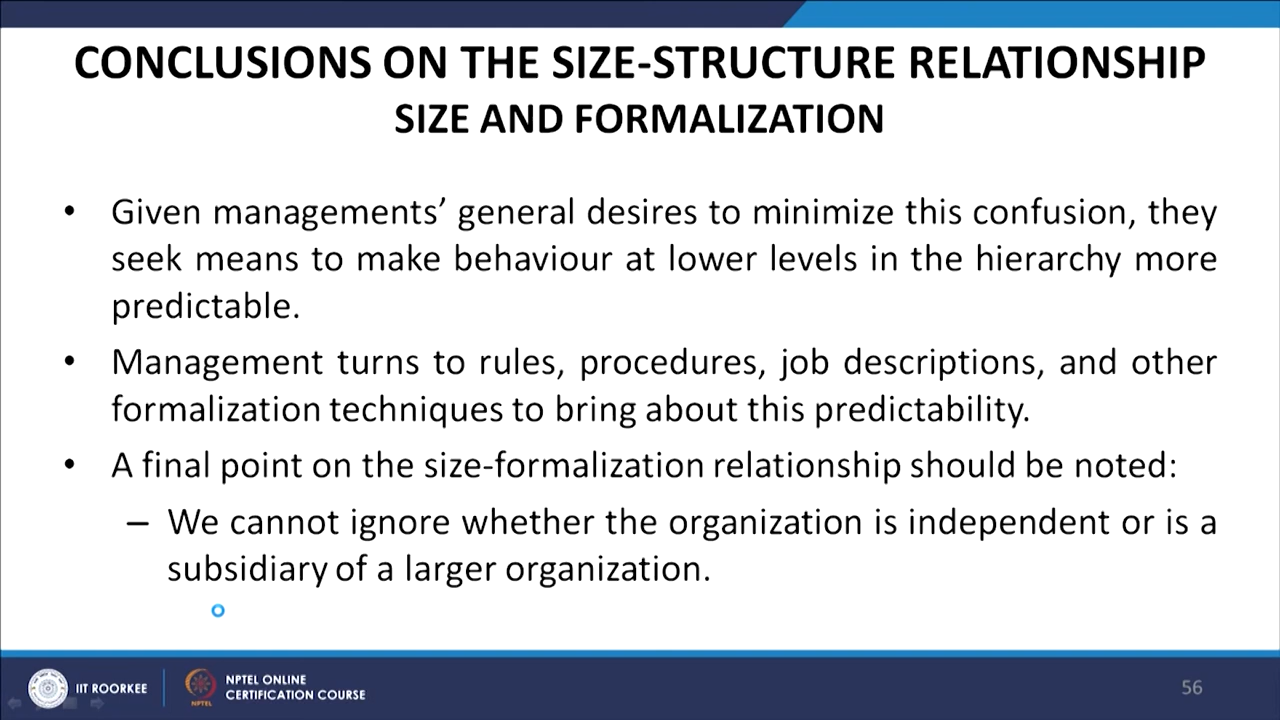 CONCLUSIONS ON THE SIZE-STRUCTURE RELATIONSHIP
SIZE AND FORMALIZATION
• Given managements’ general desires to minimize this confusion, they
seek means to make behaviour at lower levels in the hierarchy more
predictable.
• Management turns to rules, procedures, job descriptions, and other
formalization techniques to bring about this predictability.
• A final point on the size-formalization relationship should be noted:
– We cannot ignore whether the organization is independent or is a
subsidiary of a larger organization.
IIT ROORKEE
NPTEL
NPTEL ONLINE
CERTIFICATION COURSE
56